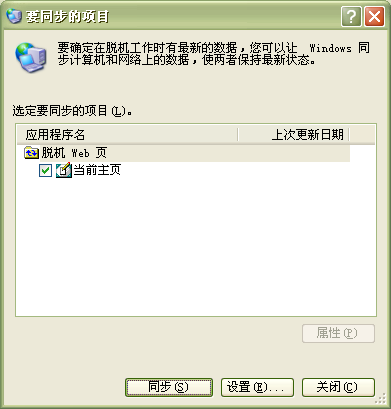 要同步的项目
要确定在脱机工作时有最新的数据，您可以让 Windows 同
步计算机和网络上的数据，使两者保持最新状态。
选定要同步的项目(L)。
应用程序名 上次更新日期
脱机 Web 页
当前主页
属性(P)
同步(S) 设置(E)... 关闭(C)